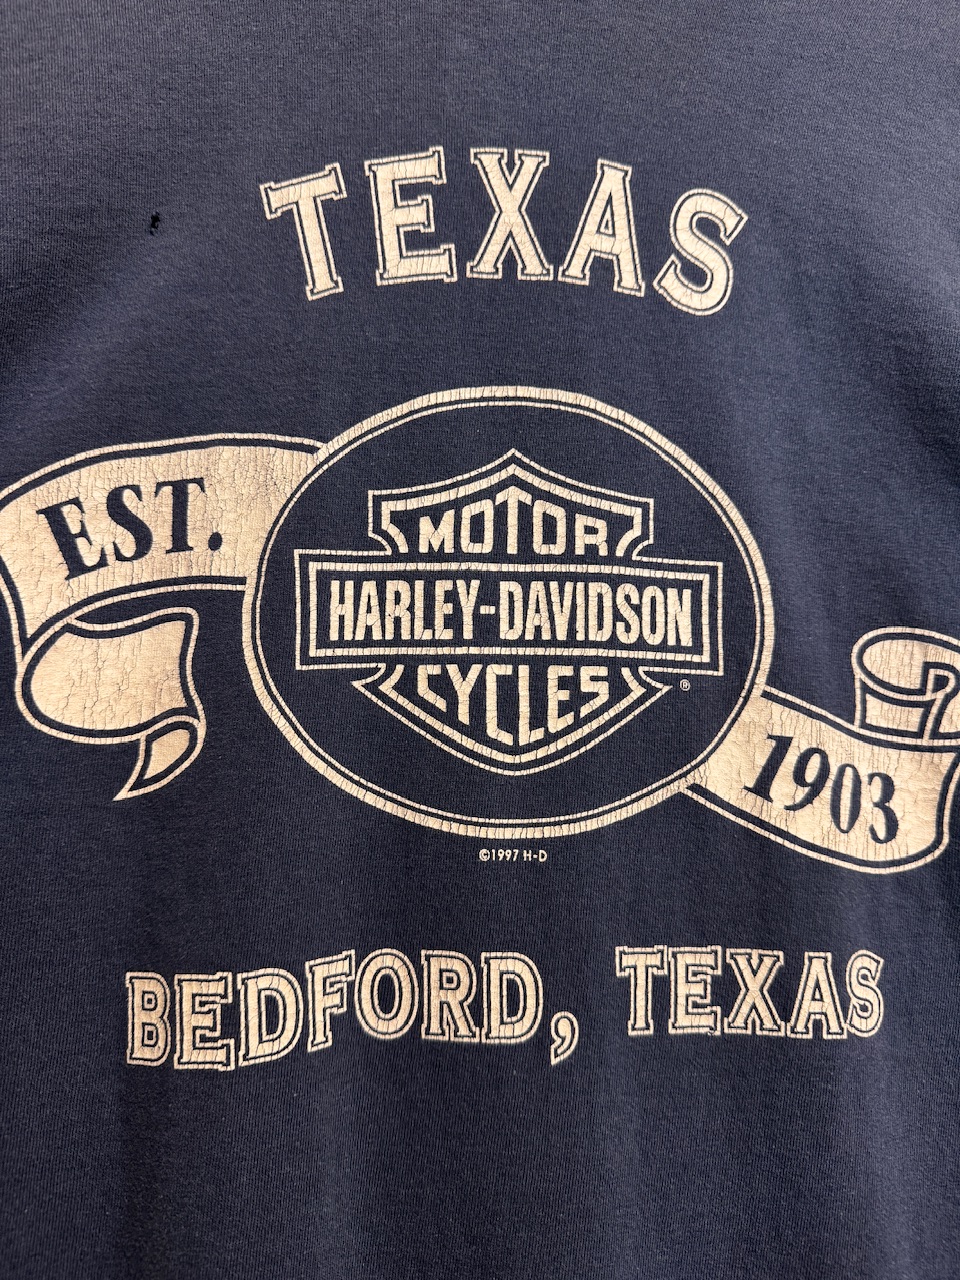 TEXAS
EST.
MOTOR
HARLEY-DAVIDSON
CYCLES
®
1903
©1997 H-D
BEDFORD, TEXAS